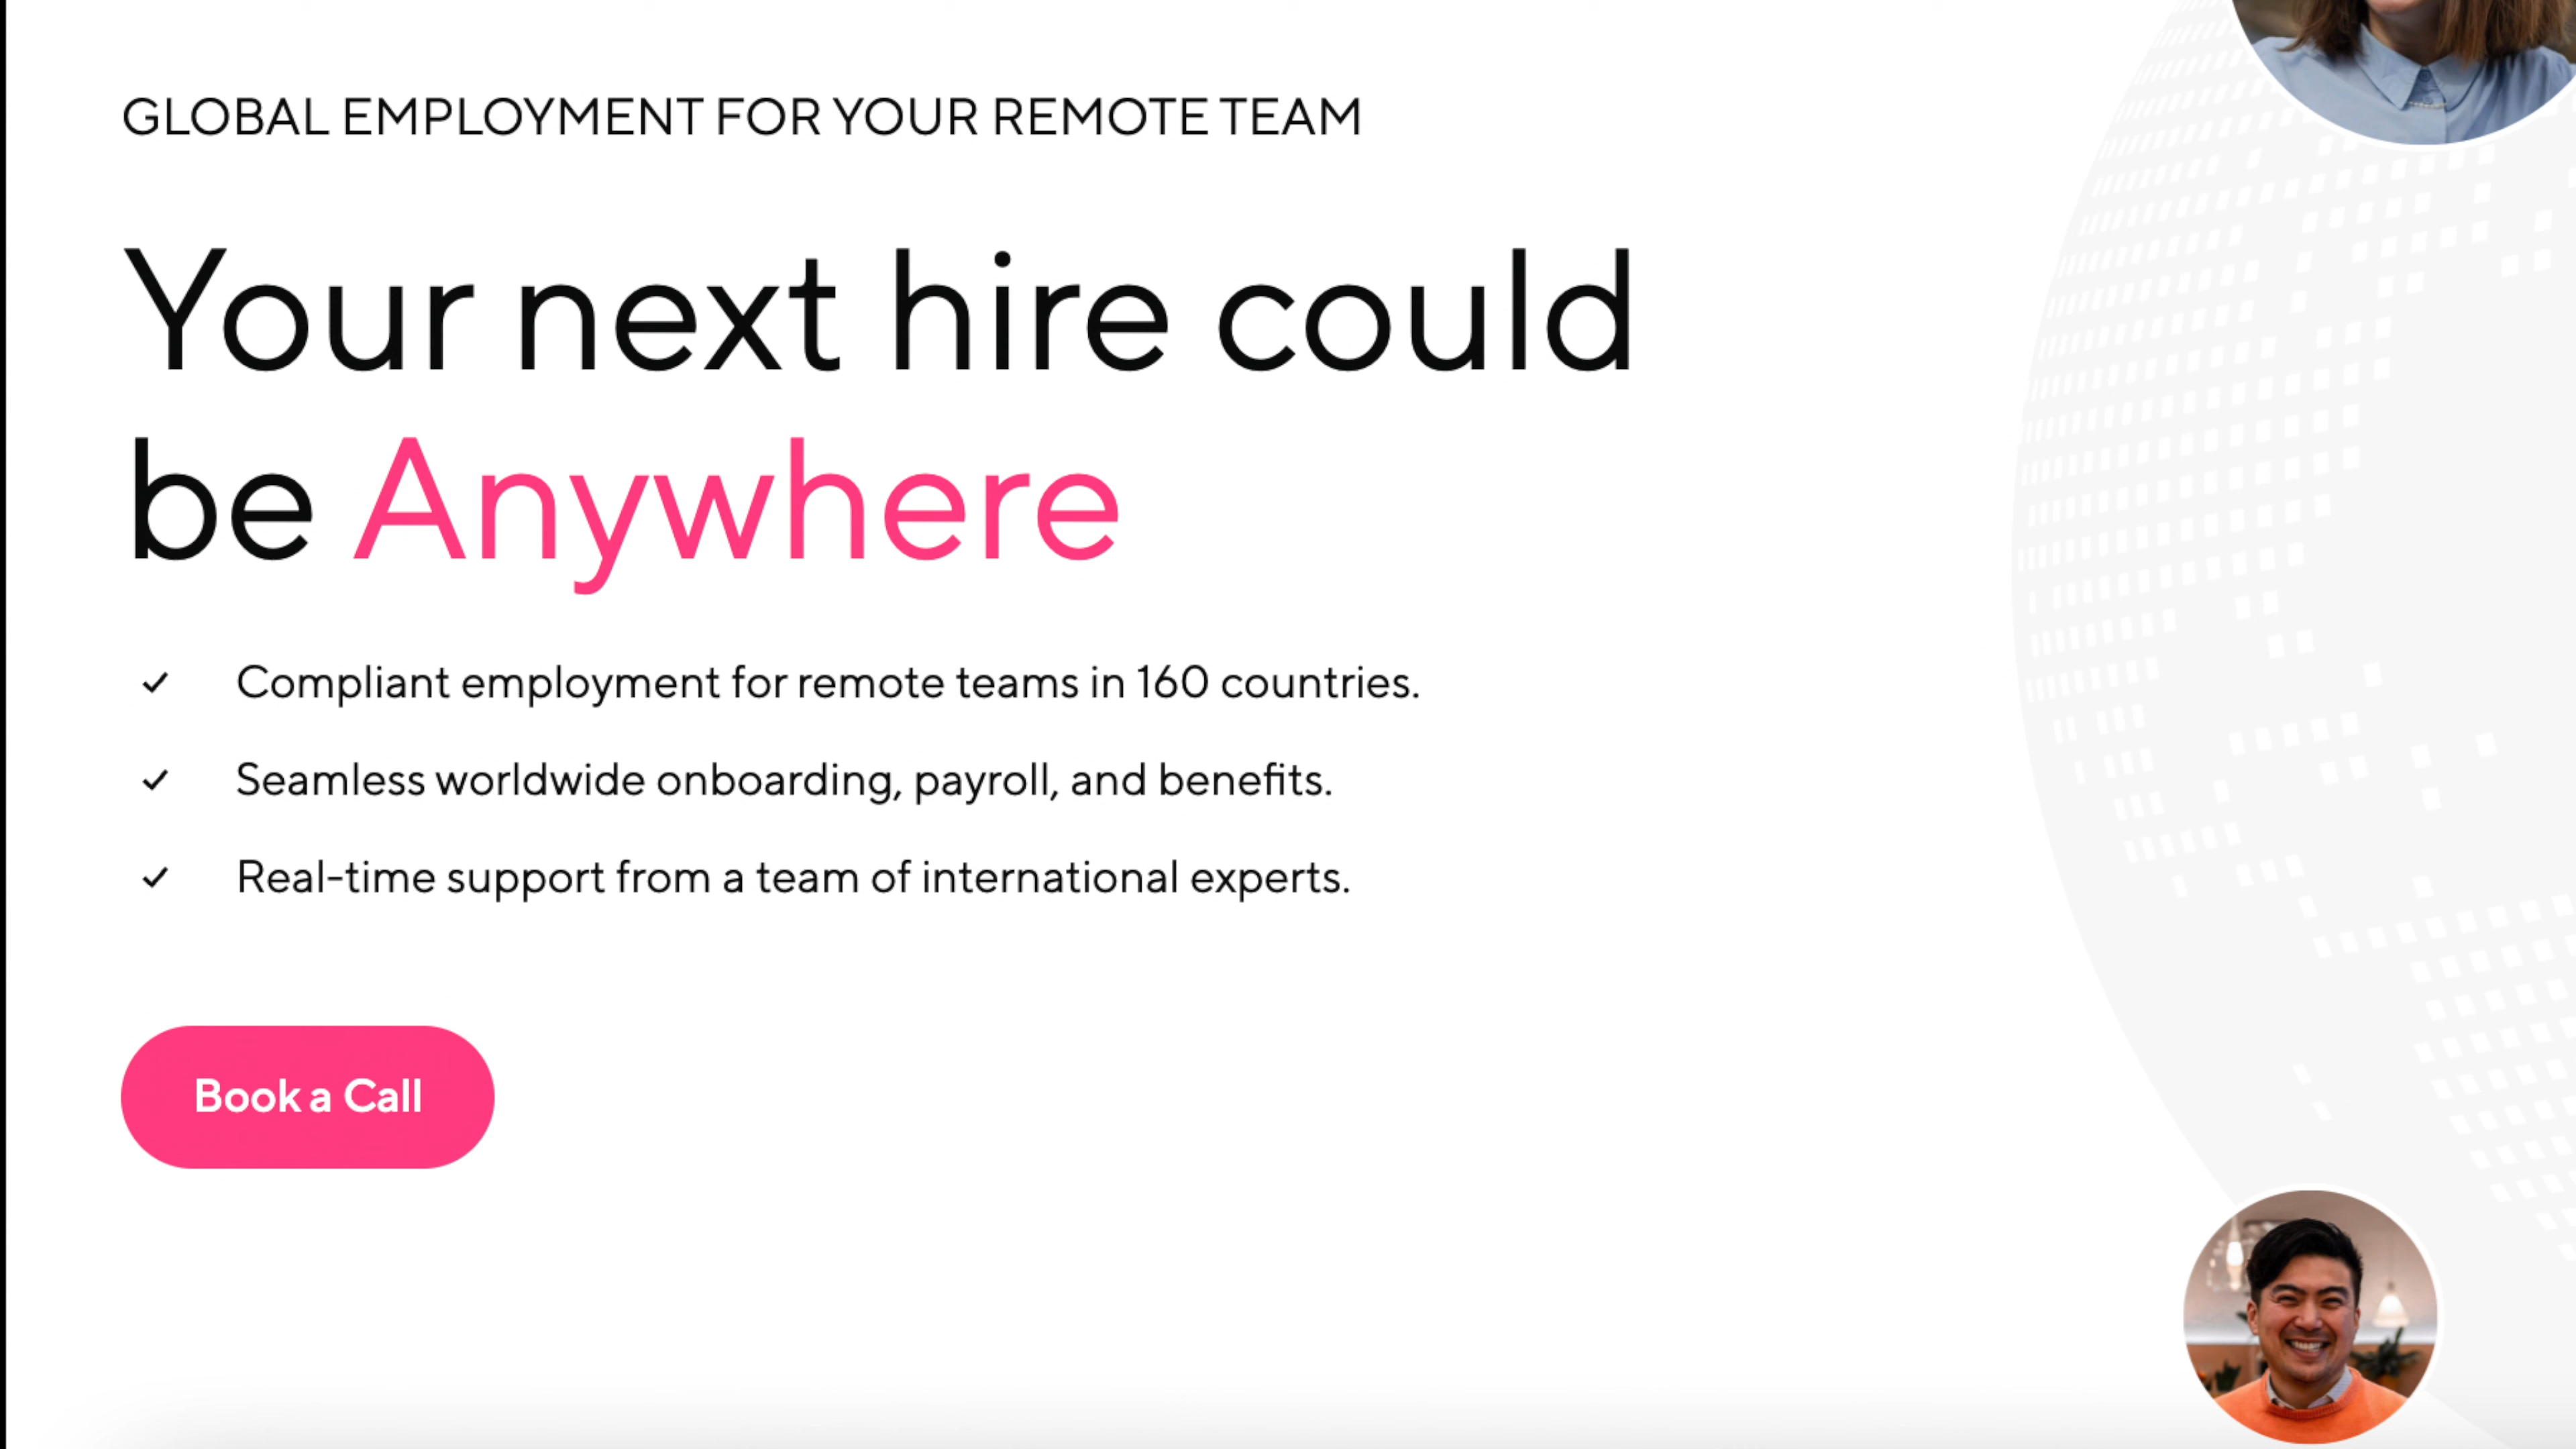 GLOBAL EMPLOYMENT FOR YOUR REMOTE TEAM
Your next hire could
be Anywhere
Compliant employment for remote teams in 160 countries.
Seamless worldwide onboarding, payroll, and benefits.
Real-time support from a team of international experts.
Book a Call